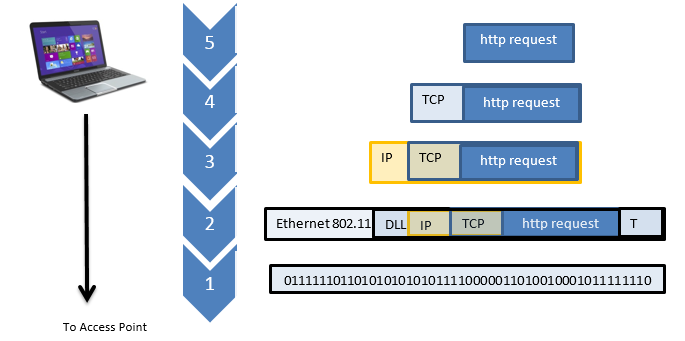 5
http request
4
TCP
http request
3
IP
TCP
http request
2
Ethernet 802.11
DLL
IP
TCP
http request
T
1
01111110110101010101011110000011010010001011111110
To Access Point